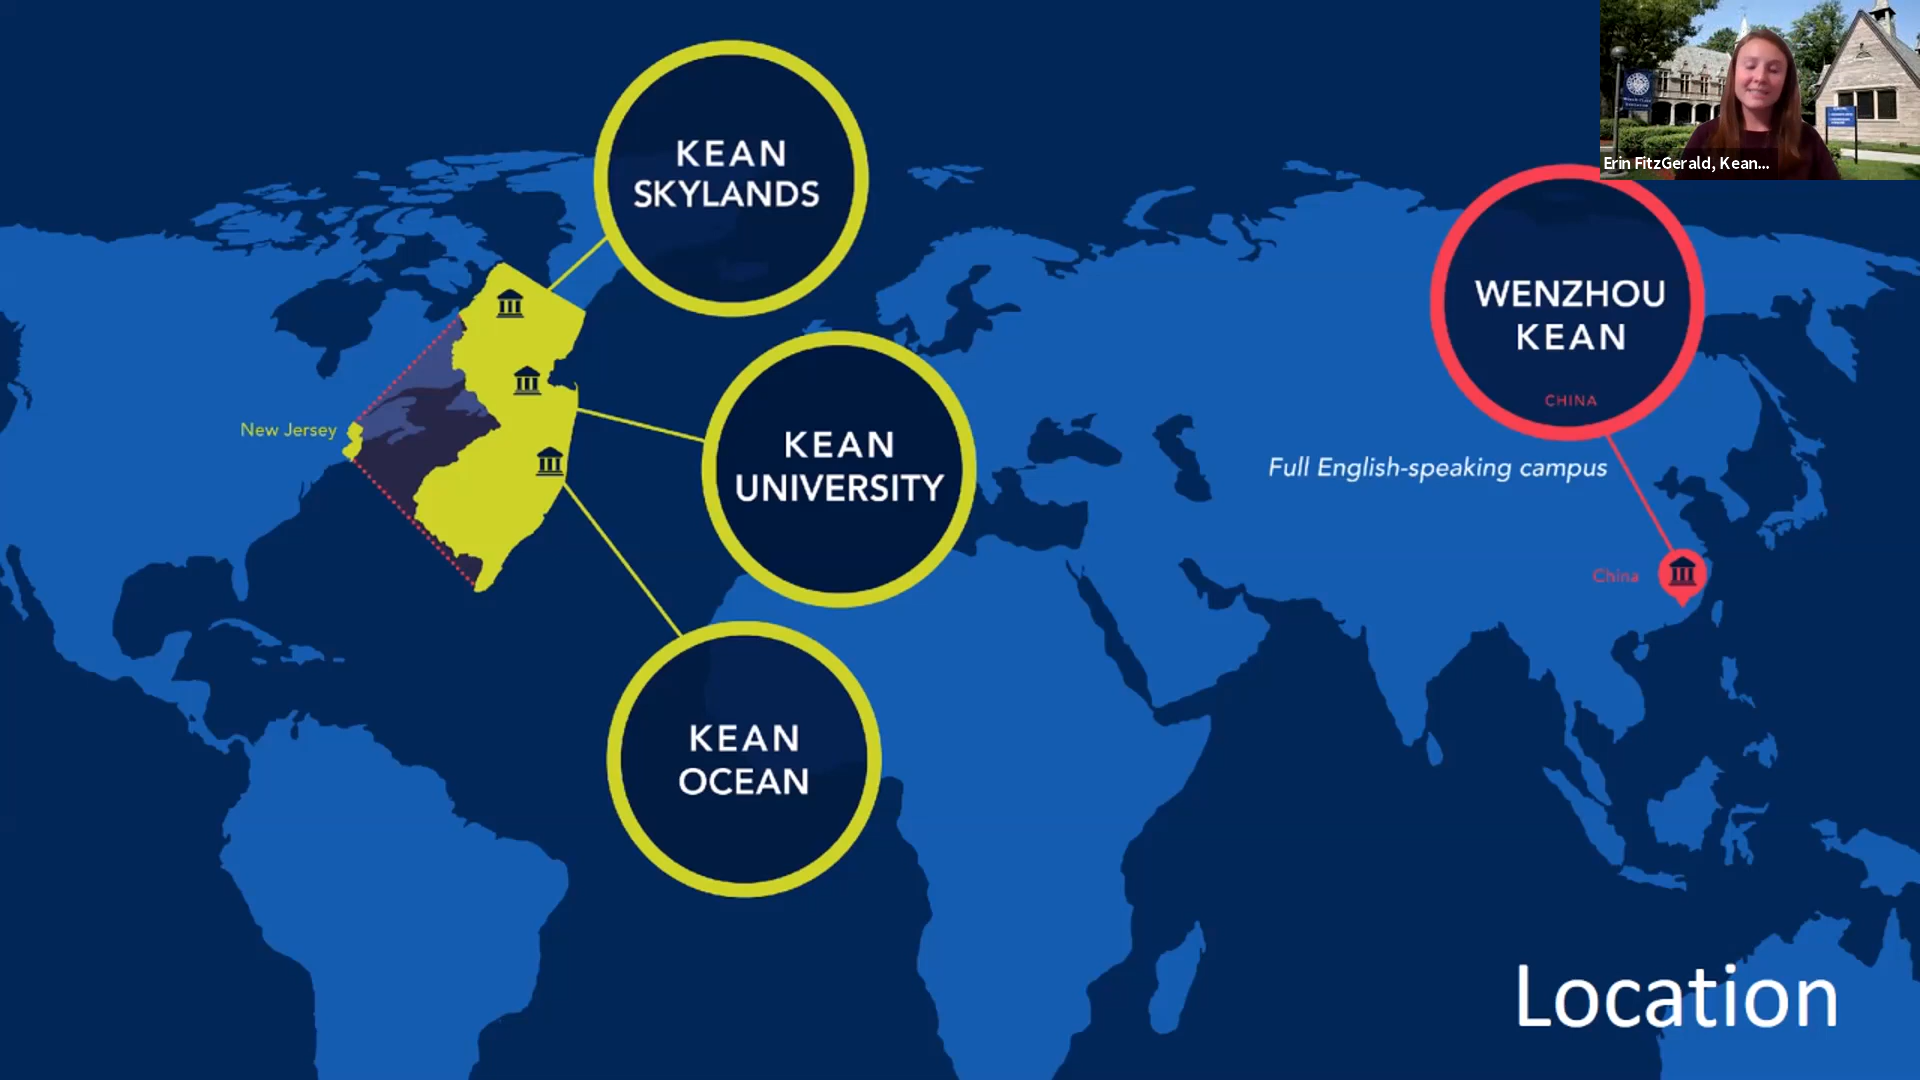 KEAN
SKYLANDS
Erin FitzGerald, Kean...
WENZHOU
KEAN
CHINA
New Jersey
KEAN
UNIVERSITY
Full English-speaking campus
China
KEAN
OCEAN
Location